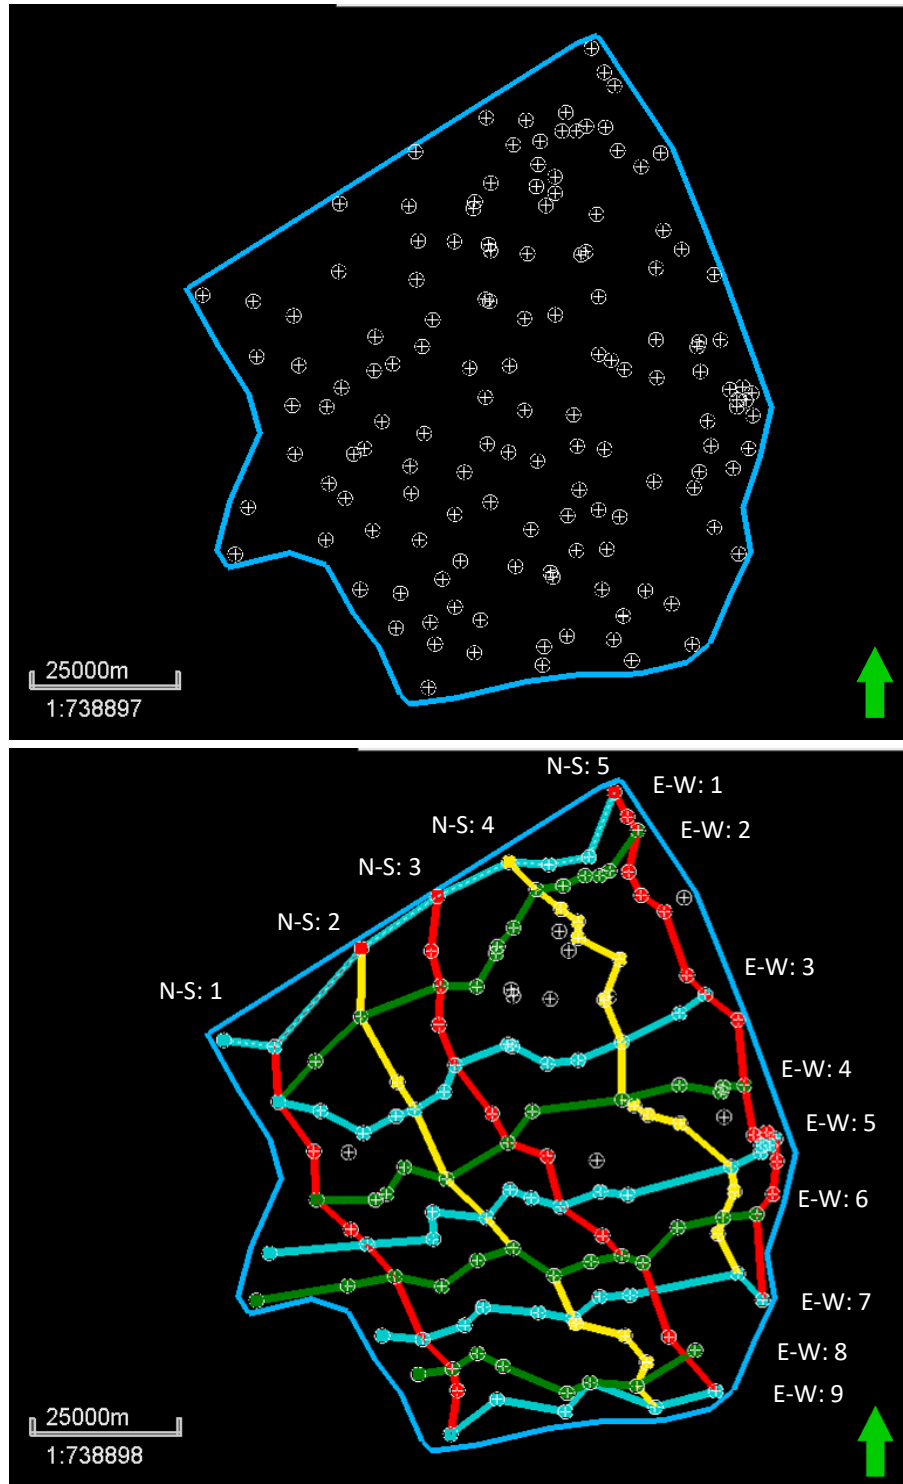 25000m
1:738897
N-S: 5
E-W: 1
N-S: 4
E-W: 2
N-S: 3
N-S: 2
E-W: 3
N-S: 1
E-W: 4
E-W: 5
E-W: 6
E-W: 7
E-W: 8
E-W: 9
25000m
1:738898